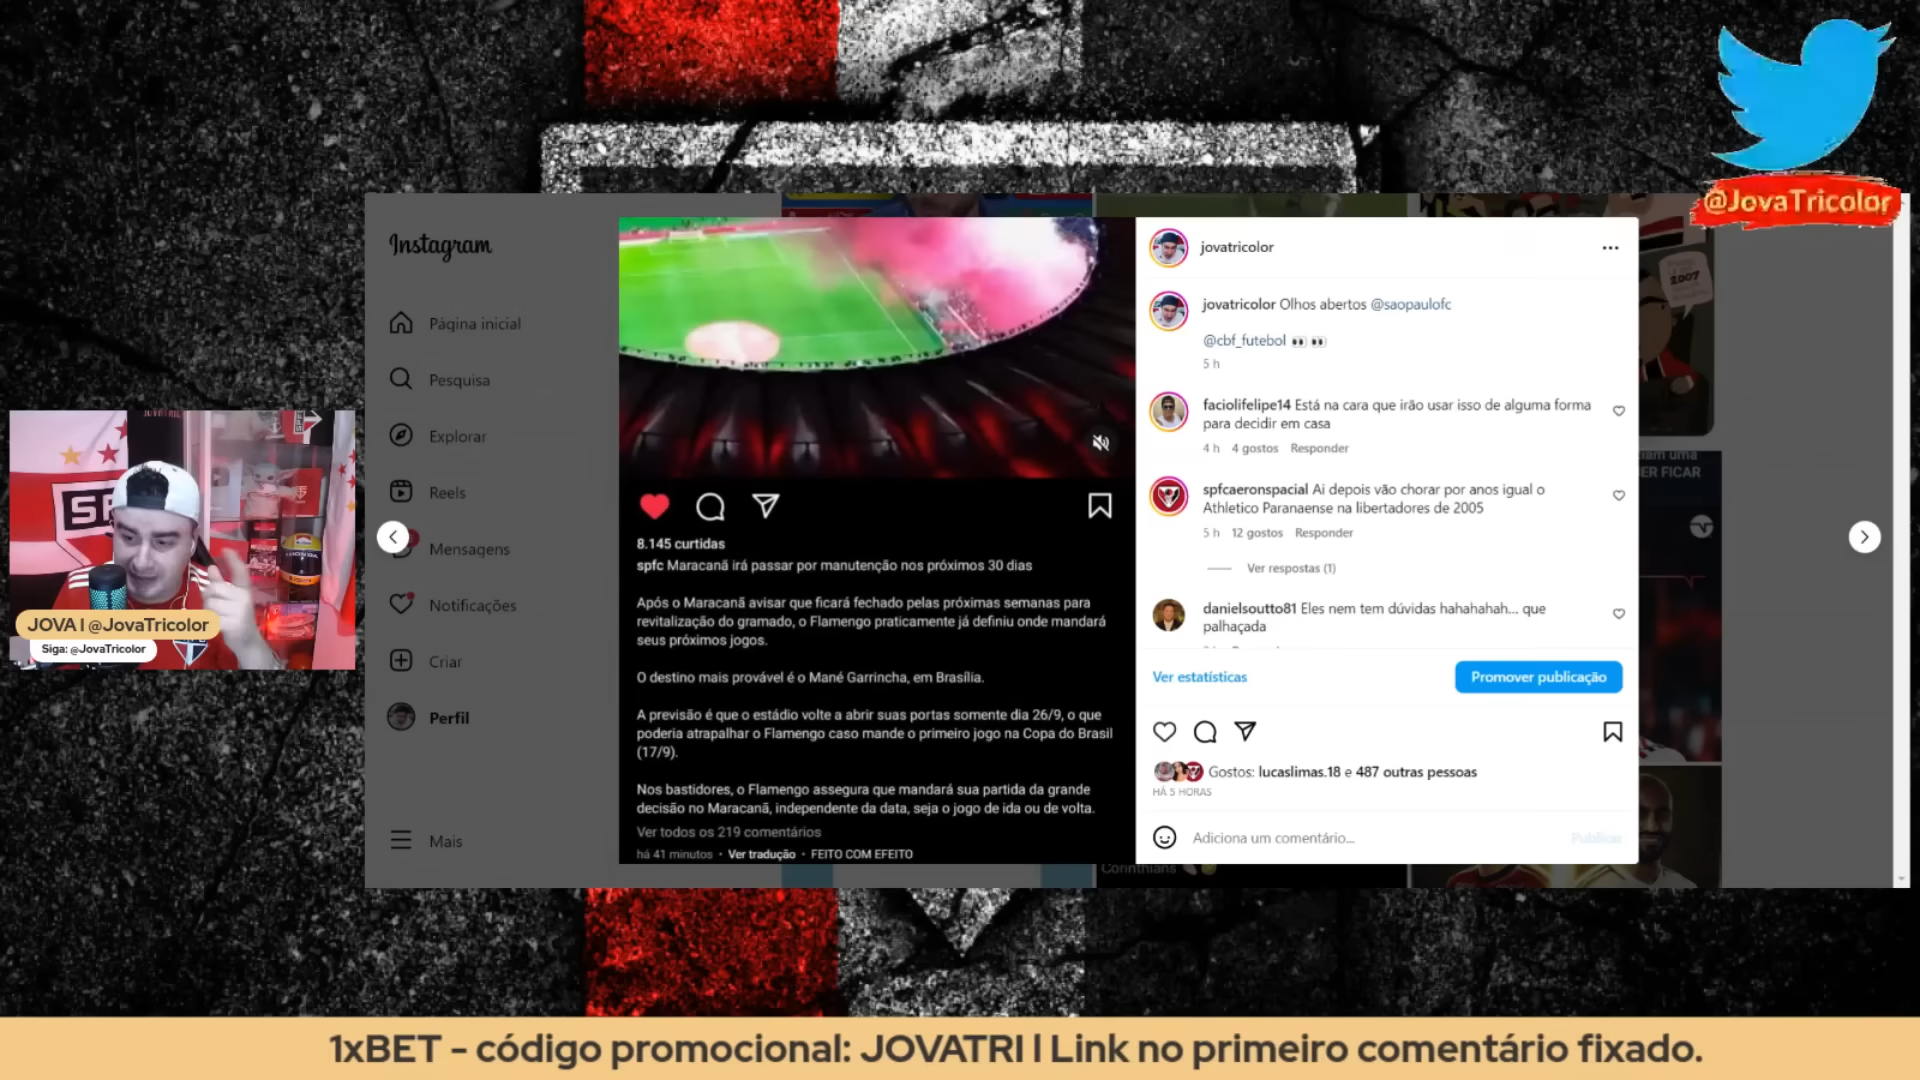 @JovaTricolor
2007
Instagram
Página inicial
Pesquisa
Explorar
Reels
Mensagens
Notificações
Criar
Perfil
Mais
JOVA l @JovaTricolor
Siga: @JovaTricolor
8.145 curtidas
spfc Maracanã irá passar por manutenção nos próximos 30 dias
Após o Maracanã avisar que ficará fechado pelas próximas semanas para
revitalização do gramado, o Flamengo praticamente já definiu onde mandará
seus próximos jogos.
O destino mais provável é o Mané Garrincha, em Brasília.
A previsão é que o estádio volte a abrir suas portas somente dia 26/9, o que
poderia atrapalhar o Flamengo caso mande o primeiro jogo na Copa do Brasil
(17/9).
Nos bastidores, o Flamengo assegura que mandará sua partida da grande
decisão no Maracanã, independente da data, seja o jogo de ida ou de volta.
Ver todos os 219 comentários
há 41 minutos • Ver tradução • FEITO COM EFEITO
jovatricolor
jovatricolor Olhos abertos @saopaulofc
@cbf_futebol 👀 👀
5 h
faciolifelipe14 Está na cara que irão usar isso de alguma forma
para decidir em casa
4 h 4 gostos Responder
spfcaeronspacial Ai depois vão chorar por anos igual o
Athletico Paranaense na libertadores de 2005
5 h 12 gostos Responder
Ver respostas (1)
danielsoutto81 Eles nem tem dúvidas hahahahah... que
palhaçada
Ver estatísticas
Promover publicação
Gostos: lucaslimas.18 e 487 outras pessoas
HÁ 5 HORAS
Adiciona um comentário...
Publicar
ER FICAR
Corinthians
1xBET - código promocional: JOVATRI l Link no primeiro comentário fixado.